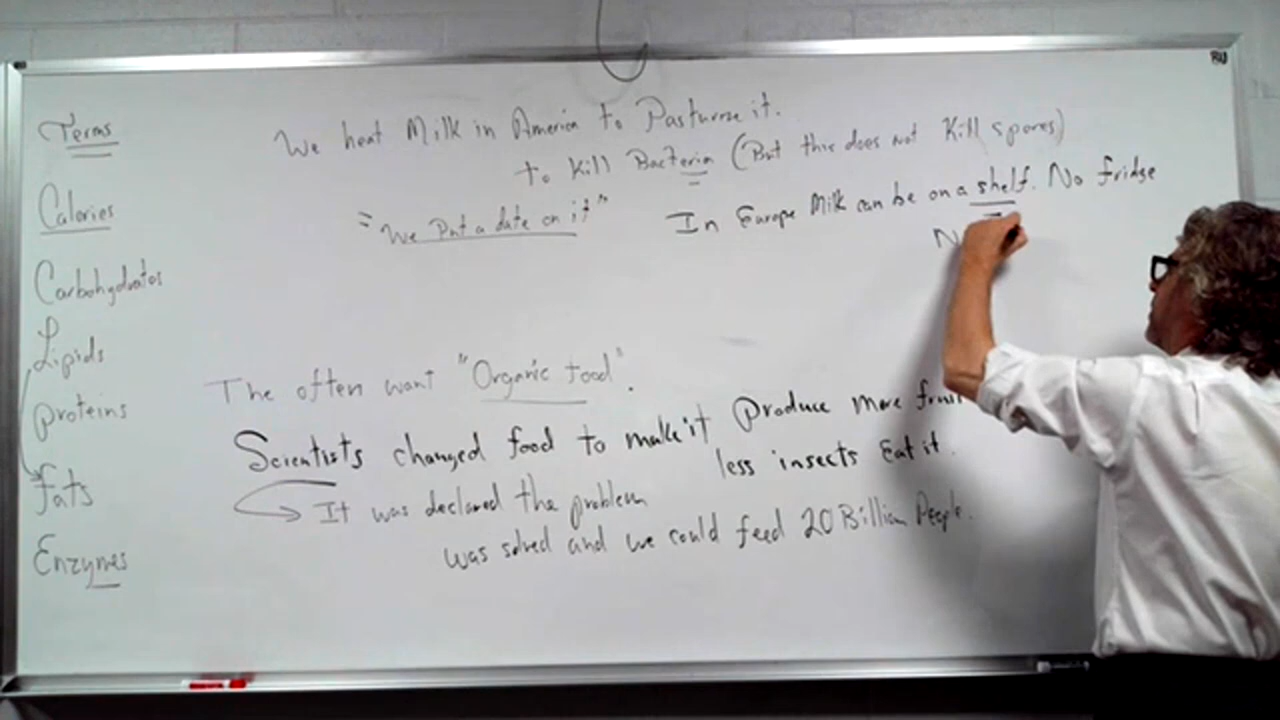 Terms
Calories
Carbohydrates
Lipids
proteins
fats
Enzymes
We heat Milk in America to Pasturize it.
to Kill Bacteria (But this does not Kill spores)
= "We Put a date on it"
In Europe Milk can be on a shelf. No fridge
N
The often want "Organic food".
Scientists changed food to make it Produce more fruit
less insects Eat it.
It was declared the problem
was solved and we could feed 20 Billion People.
BU